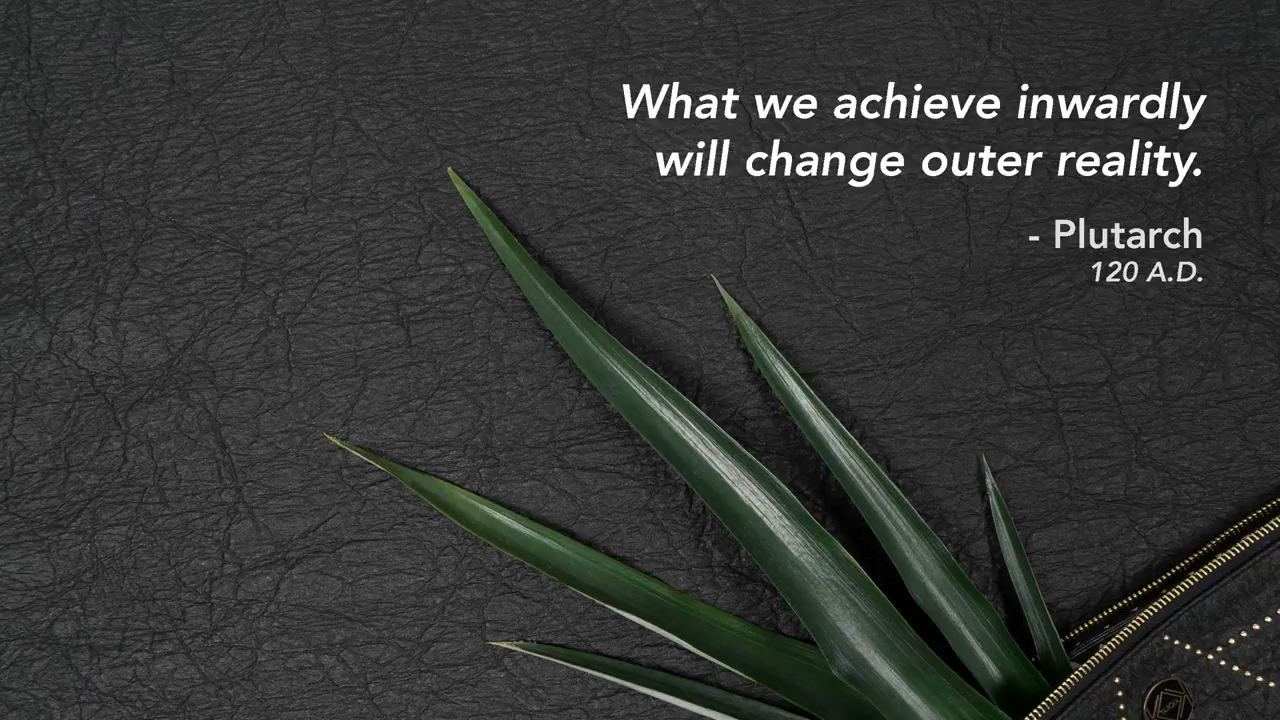 What we achieve inwardly
will change outer reality.
- Plutarch
120 A.D.